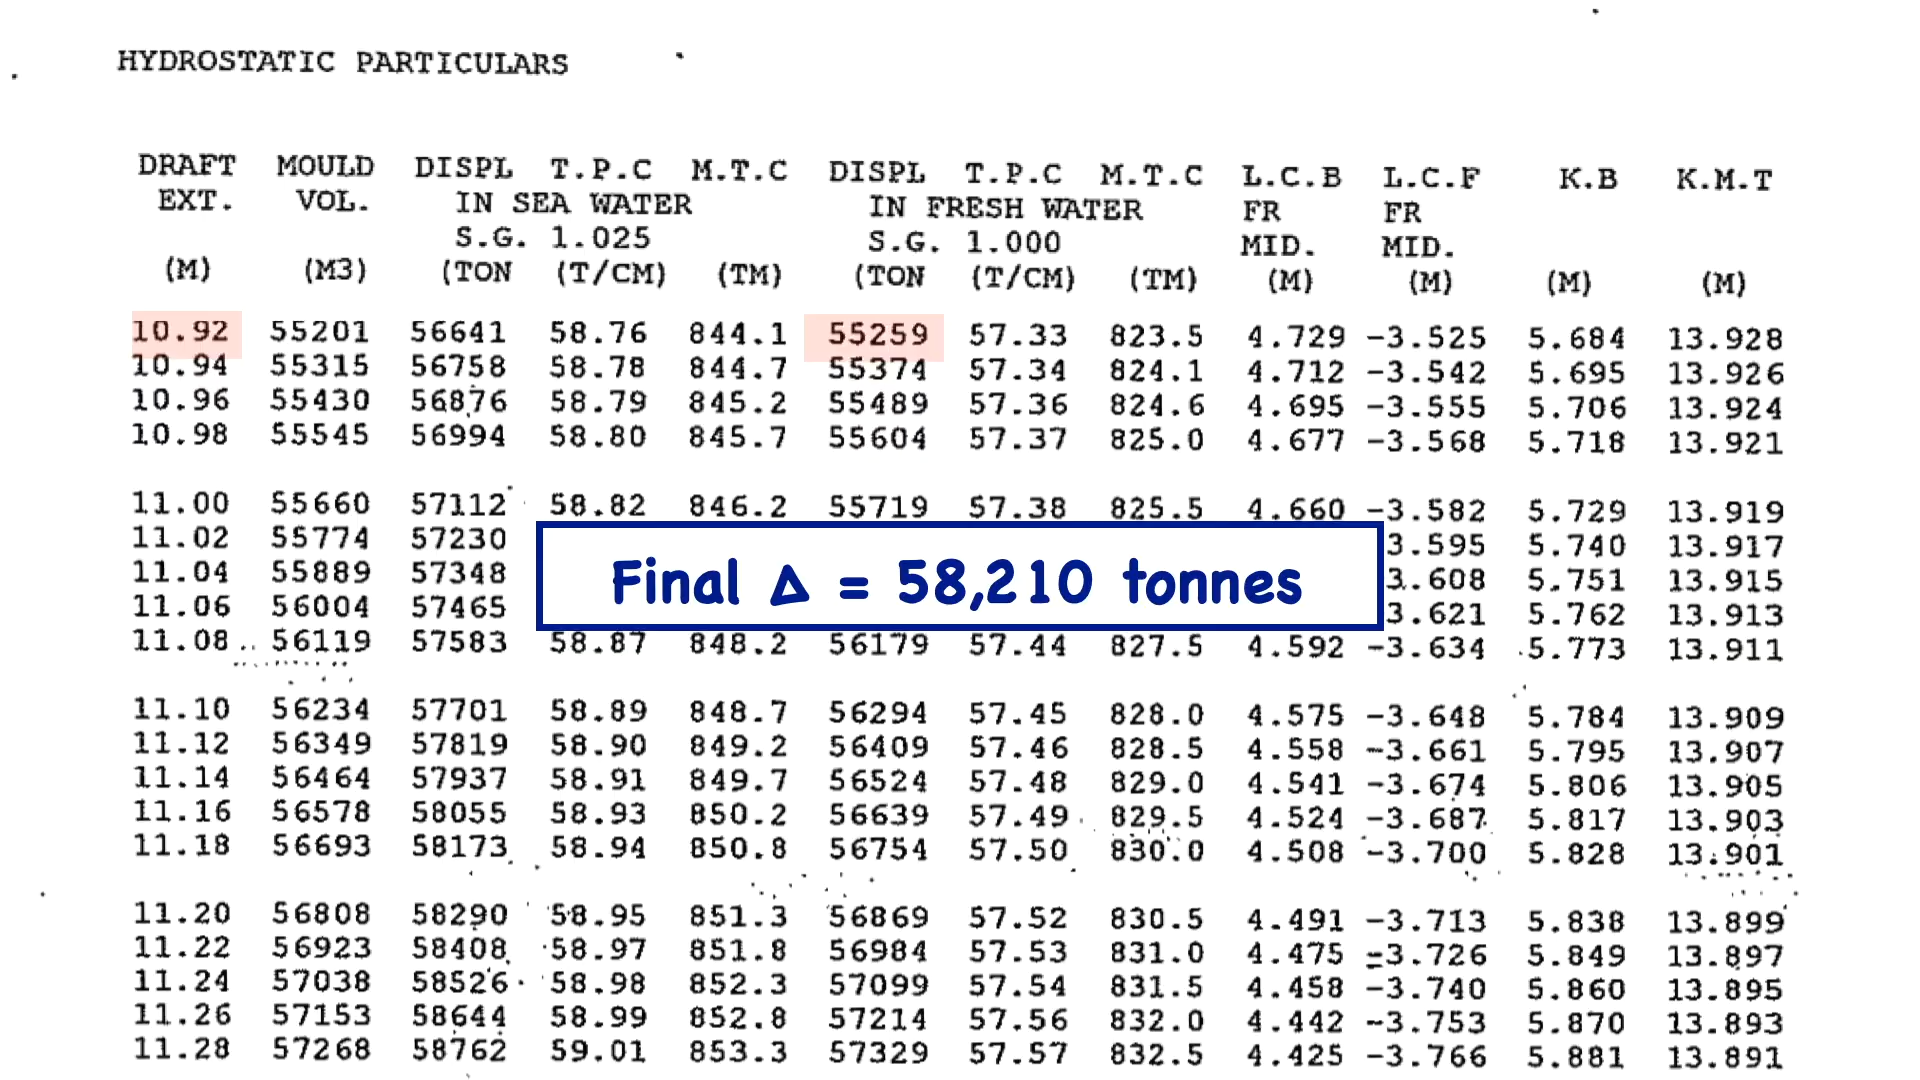 HYDROSTATIC PARTICULARS
DRAFT MOULD DISPL T.P.C M.T.C DISPL T.P.C M.T.C L.C.B L.C.F K.B K.M.T
EXT. VOL. IN SEA WATER IN FRESH WATER FR FR
S.G. 1.025 S.G. 1.000 MID. MID.
(M) (M3) (TON (T/CM) (TM) (TON (T/CM) (TM) (M) (M) (M) (M)
10.92 55201 56641 58.76 844.1 55259 57.33 823.5 4.729 -3.525 5.684 13.928
10.94 55315 56758 58.78 844.7 55374 57.34 824.1 4.712 -3.542 5.695 13.926
10.96 55430 56876 58.79 845.2 55489 57.36 824.6 4.695 -3.555 5.706 13.924
10.98 55545 56994 58.80 845.7 55604 57.37 825.0 4.677 -3.568 5.718 13.921
11.00 55660 57112 58.82 846.2 55719 57.38 825.5 4.660 -3.582 5.729 13.919
11.02 55774 57230 3.595 5.740 13.917
11.04 55889 57348 3.608 5.751 13.915
Final Δ = 58,210 tonnes
11.06 56004 57465 3.621 5.762 13.913
11.08 56119 57583 58.87 848.2 56179 57.44 827.5 4.592 -3.634 5.773 13.911
11.10 56234 57701 58.89 848.7 56294 57.45 828.0 4.575 -3.648 5.784 13.909
11.12 56349 57819 58.90 849.2 56409 57.46 828.5 4.558 -3.661 5.795 13.907
11.14 56464 57937 58.91 849.7 56524 57.48 829.0 4.541 -3.674 5.806 13.905
11.16 56578 58055 58.93 850.2 56639 57.49 829.5 4.524 -3.687 5.817 13.903
11.18 56693 58173 58.94 850.8 56754 57.50 830.0 4.508 -3.700 5.828 13.901
11.20 56808 58290 58.95 851.3 56869 57.52 830.5 4.491 -3.713 5.838 13.899
11.22 56923 58408 58.97 851.8 56984 57.53 831.0 4.475 -3.726 5.849 13.897
11.24 57038 58526 58.98 852.3 57099 57.54 831.5 4.458 -3.740 5.860 13.895
11.26 57153 58644 58.99 852.8 57214 57.56 832.0 4.442 -3.753 5.870 13.893
11.28 57268 58762 59.01 853.3 57329 57.57 832.5 4.425 -3.766 5.881 13.891